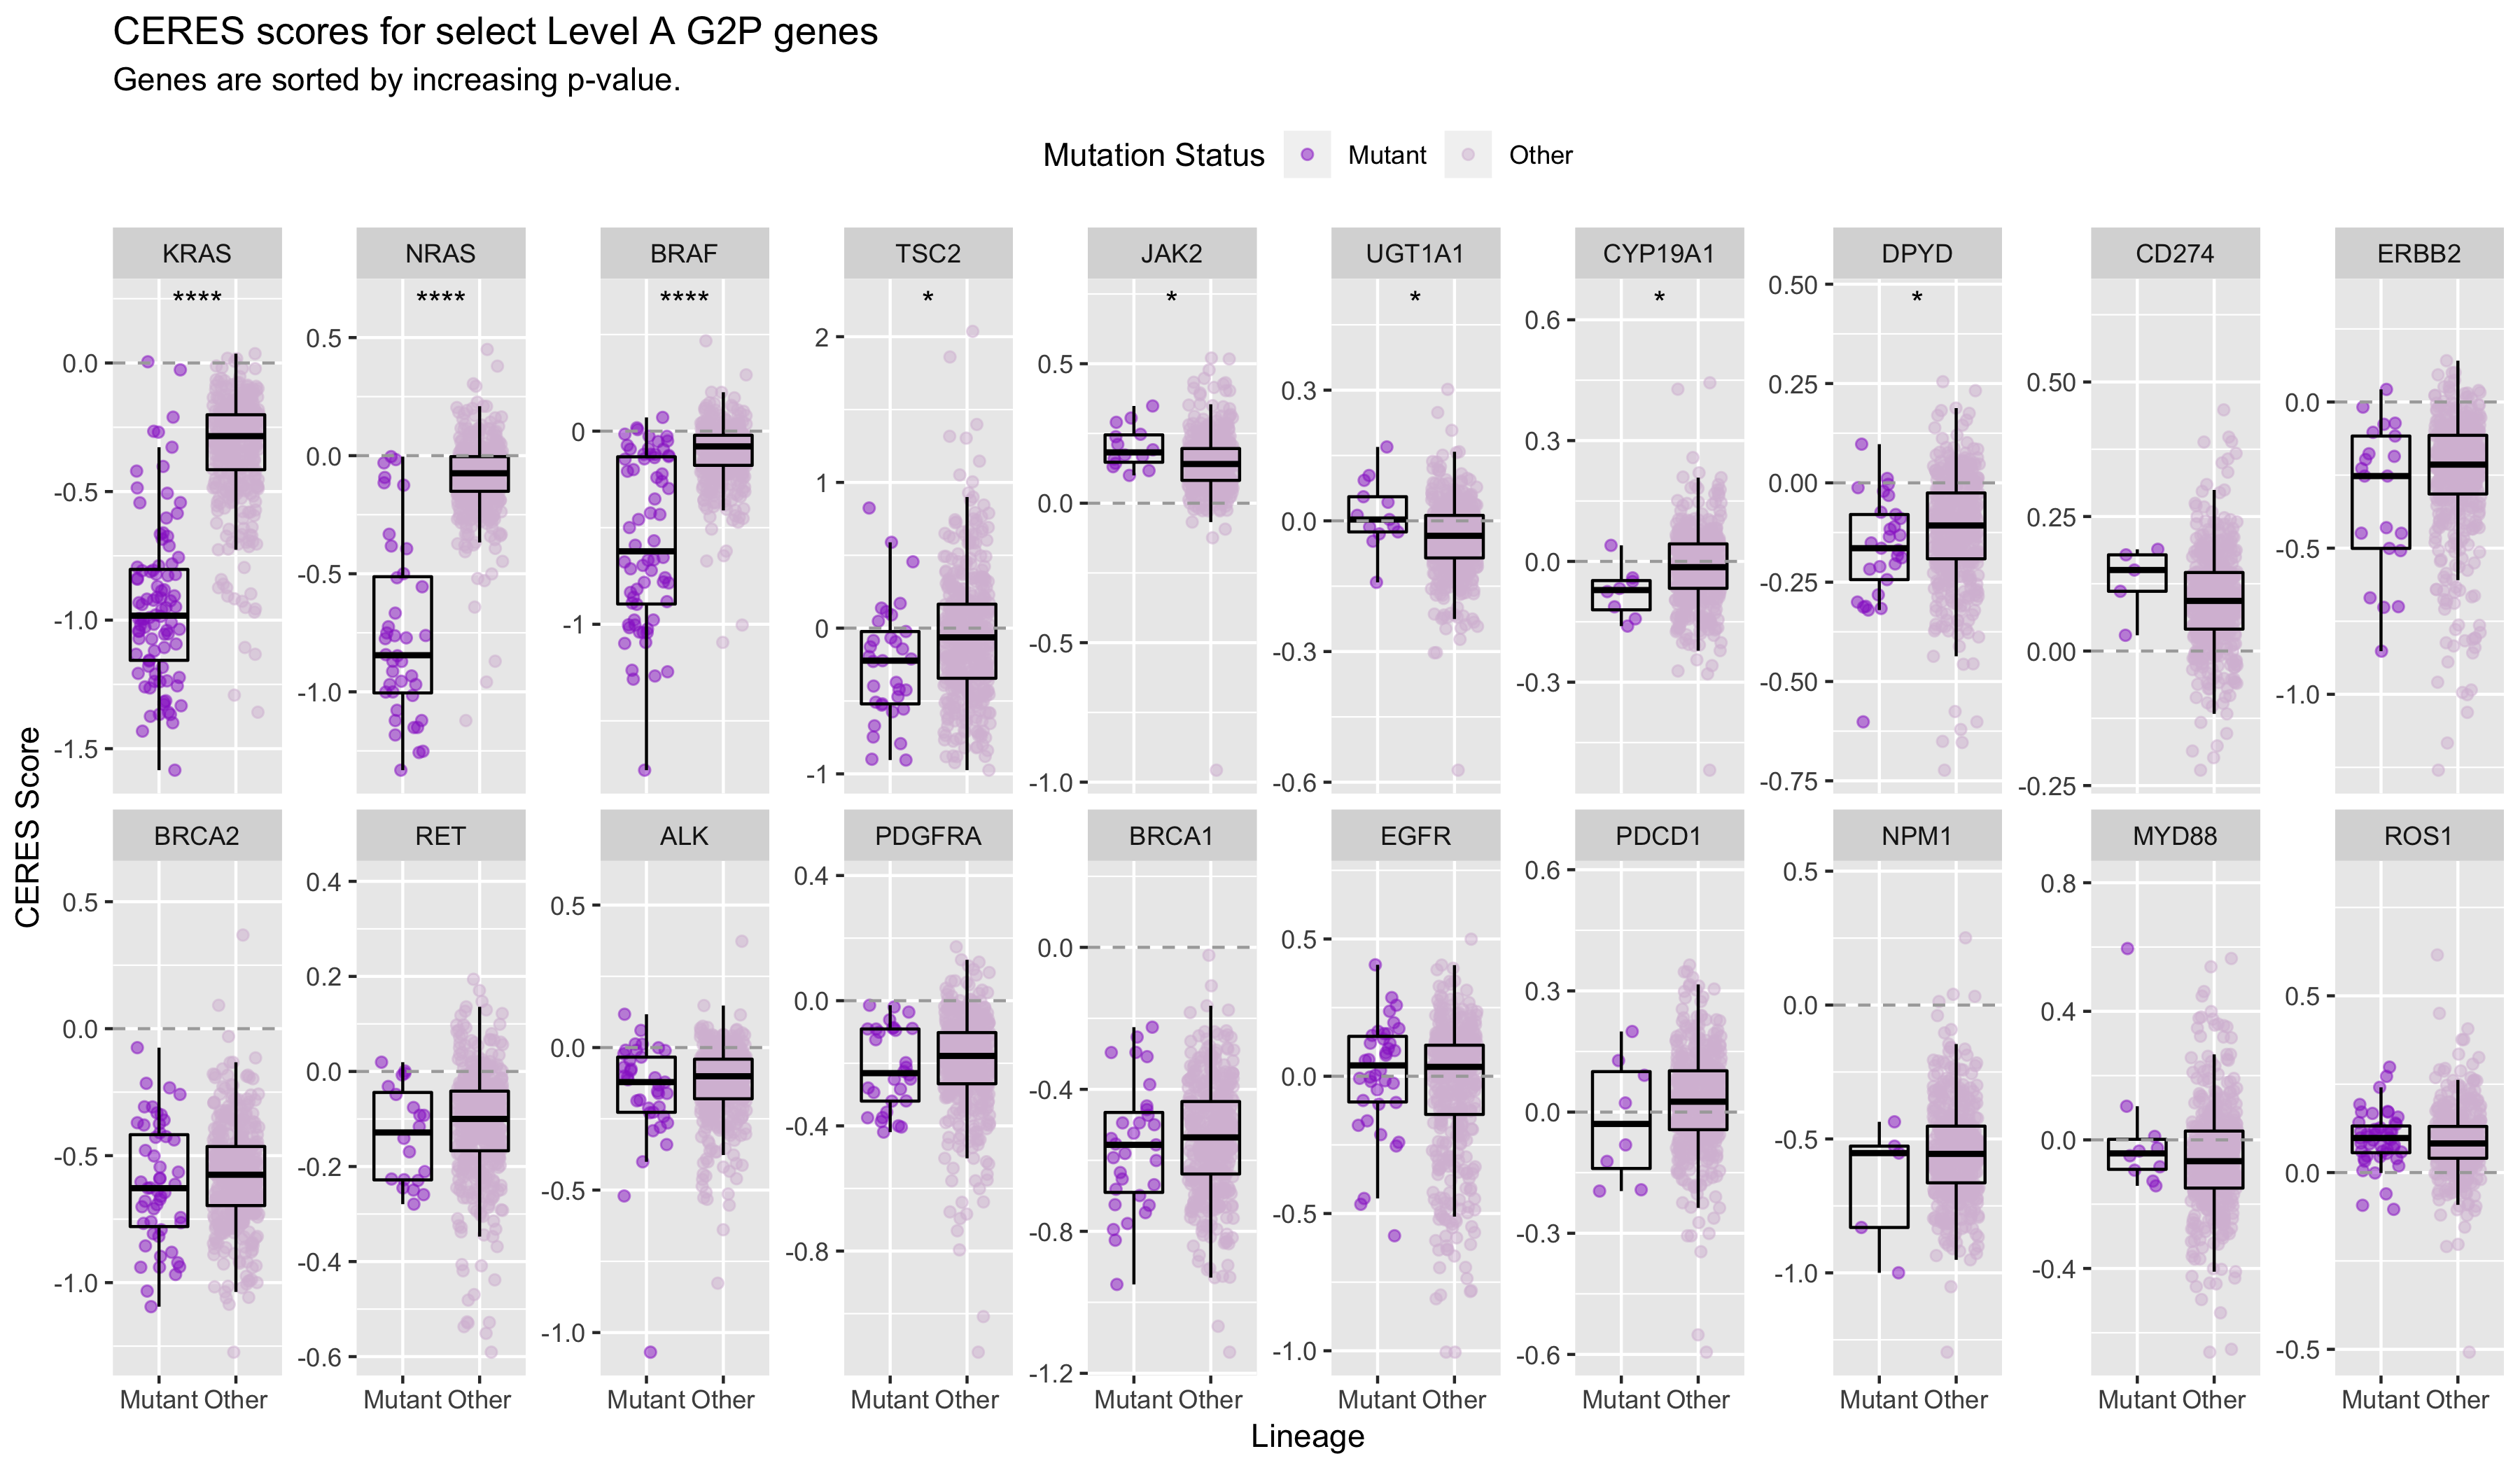 CERES scores for select Level A G2P genes
Genes are sorted by increasing p-value.
Mutation Status Mutant Other
KRAS NRAS BRAF TSC2 JAK2 UGT1A1 CYP19A1 DPYD CD274 ERBB2
**** **** **** * * * * *
0.0 -0.5 -1.0 -1.5
0.5 0.0 -0.5 -1.0
0 -1
2 1 0 -1
0.5 0.0 -0.5 -1.0
0.3 0.0 -0.3 -0.6
0.6 0.3 0.0 -0.3
0.50 0.25 0.00 -0.25 -0.50 -0.75
0.50 0.25 0.00 -0.25
0.0 -0.5 -1.0
CERES Score
BRCA2 RET ALK PDGFRA BRCA1 EGFR PDCD1 NPM1 MYD88 ROS1
0.5 0.0 -0.5 -1.0
0.4 0.2 0.0 -0.2 -0.4 -0.6
0.5 0.0 -0.5 -1.0
0.4 0.0 -0.4 -0.8
0.0 -0.4 -0.8 -1.2
0.5 0.0 -0.5 -1.0
0.6 0.3 0.0 -0.3 -0.6
0.5 0.0 -0.5 -1.0
0.8 0.4 0.0 -0.4
0.5 0.0 -0.5
Mutant Other Mutant Other Mutant Other Mutant Other Mutant Other Mutant Other Mutant Other Mutant Other Mutant Other Mutant Other
Lineage